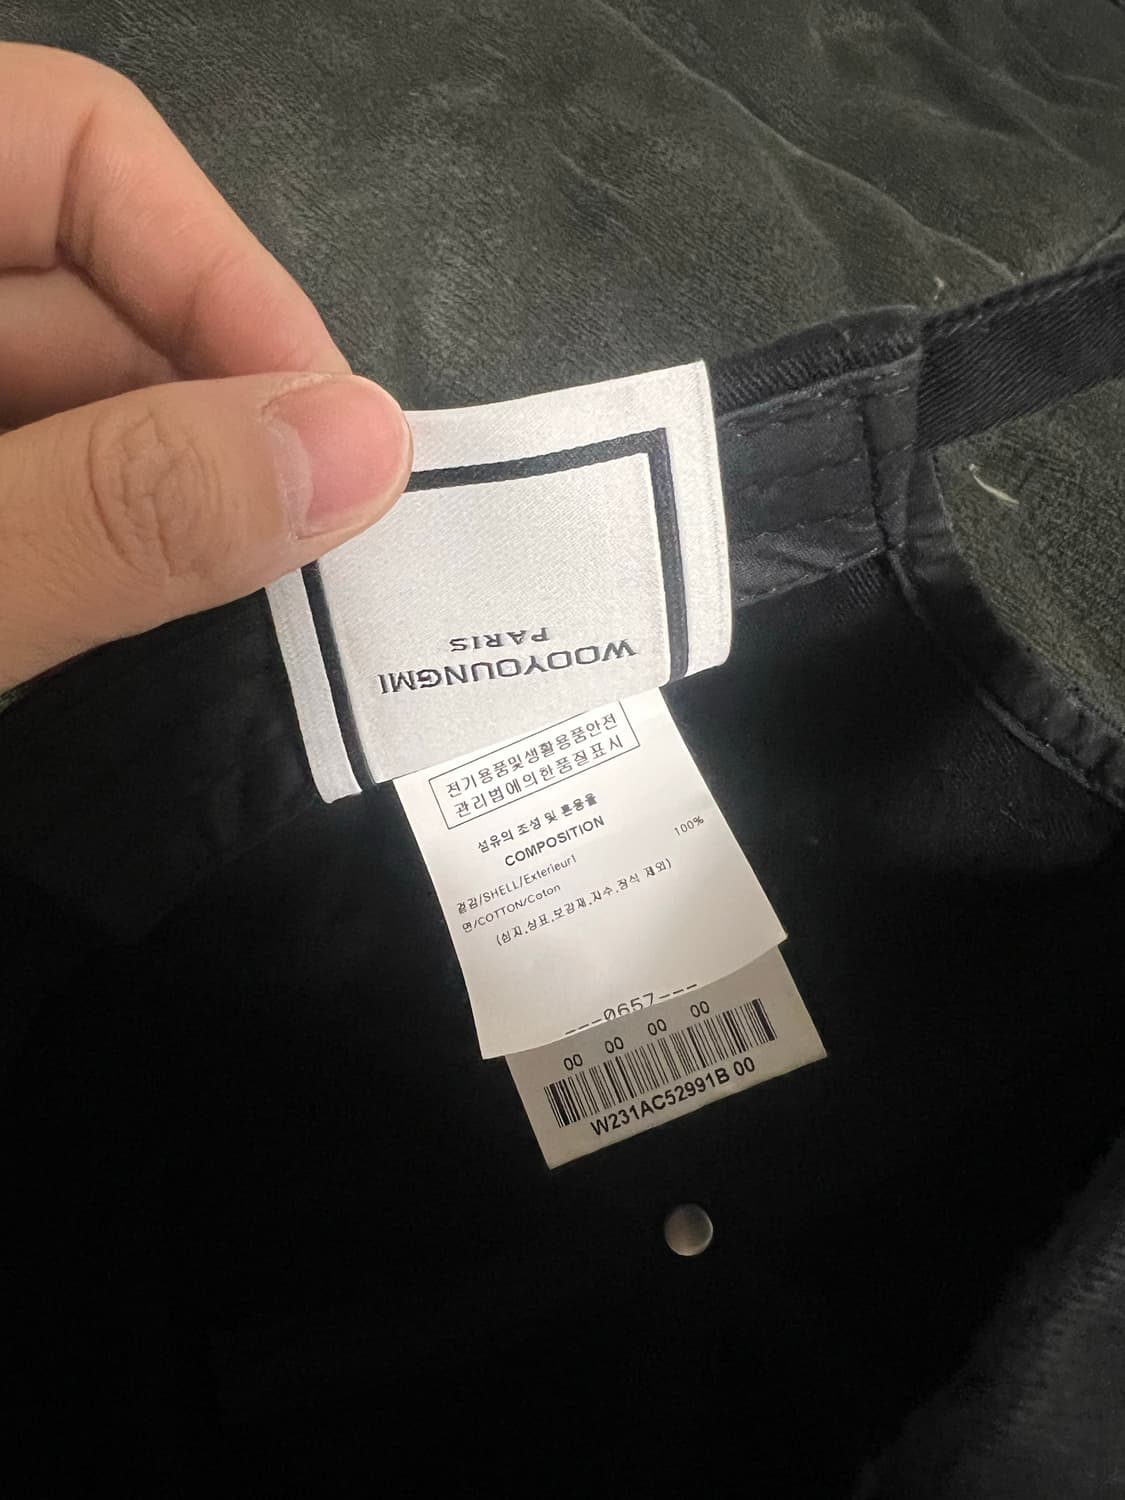 WOOYOUNGMI
PARIS
전기용품및생활용품안전
관리법에의한품질표시
섬유의 조성 및 혼용율
COMPOSITION
겉감/SHELL/Exterieur1
면/COTTON/Coton 100%
(심지,상표,보강재,자수,장식 제외)
---0657---
00 00 00 00
W231AC52991B 00